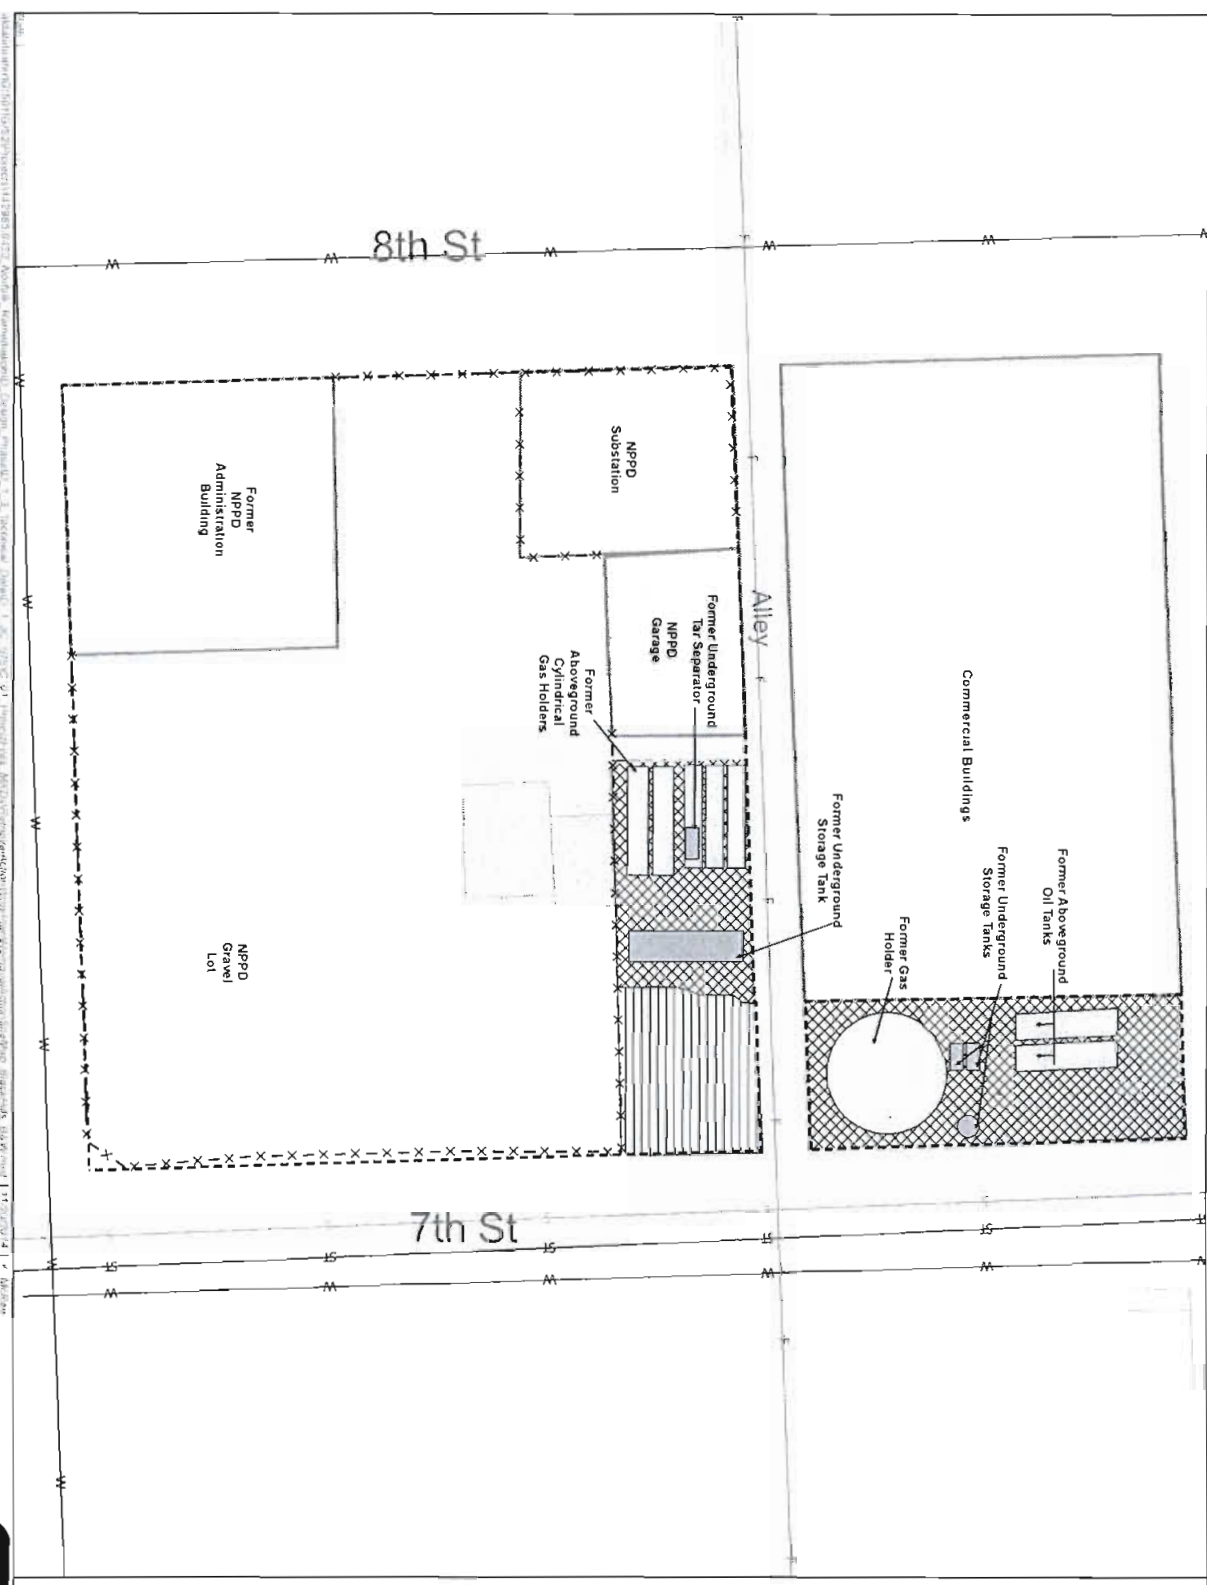 8th St
Former
NPPD
Administration
Building
NPPD
Substation
NPPD
Garage
Former Underground
Tar Separator
Former
Aboveground
Cylindrical
Gas Holders
Alley
Commercial Buildings
Former Underground
Storage Tank
Former Underground
Storage Tanks
Former Aboveground
Oil Tanks
Former Gas
Holder
NPPD
Gravel
Lot
7th St